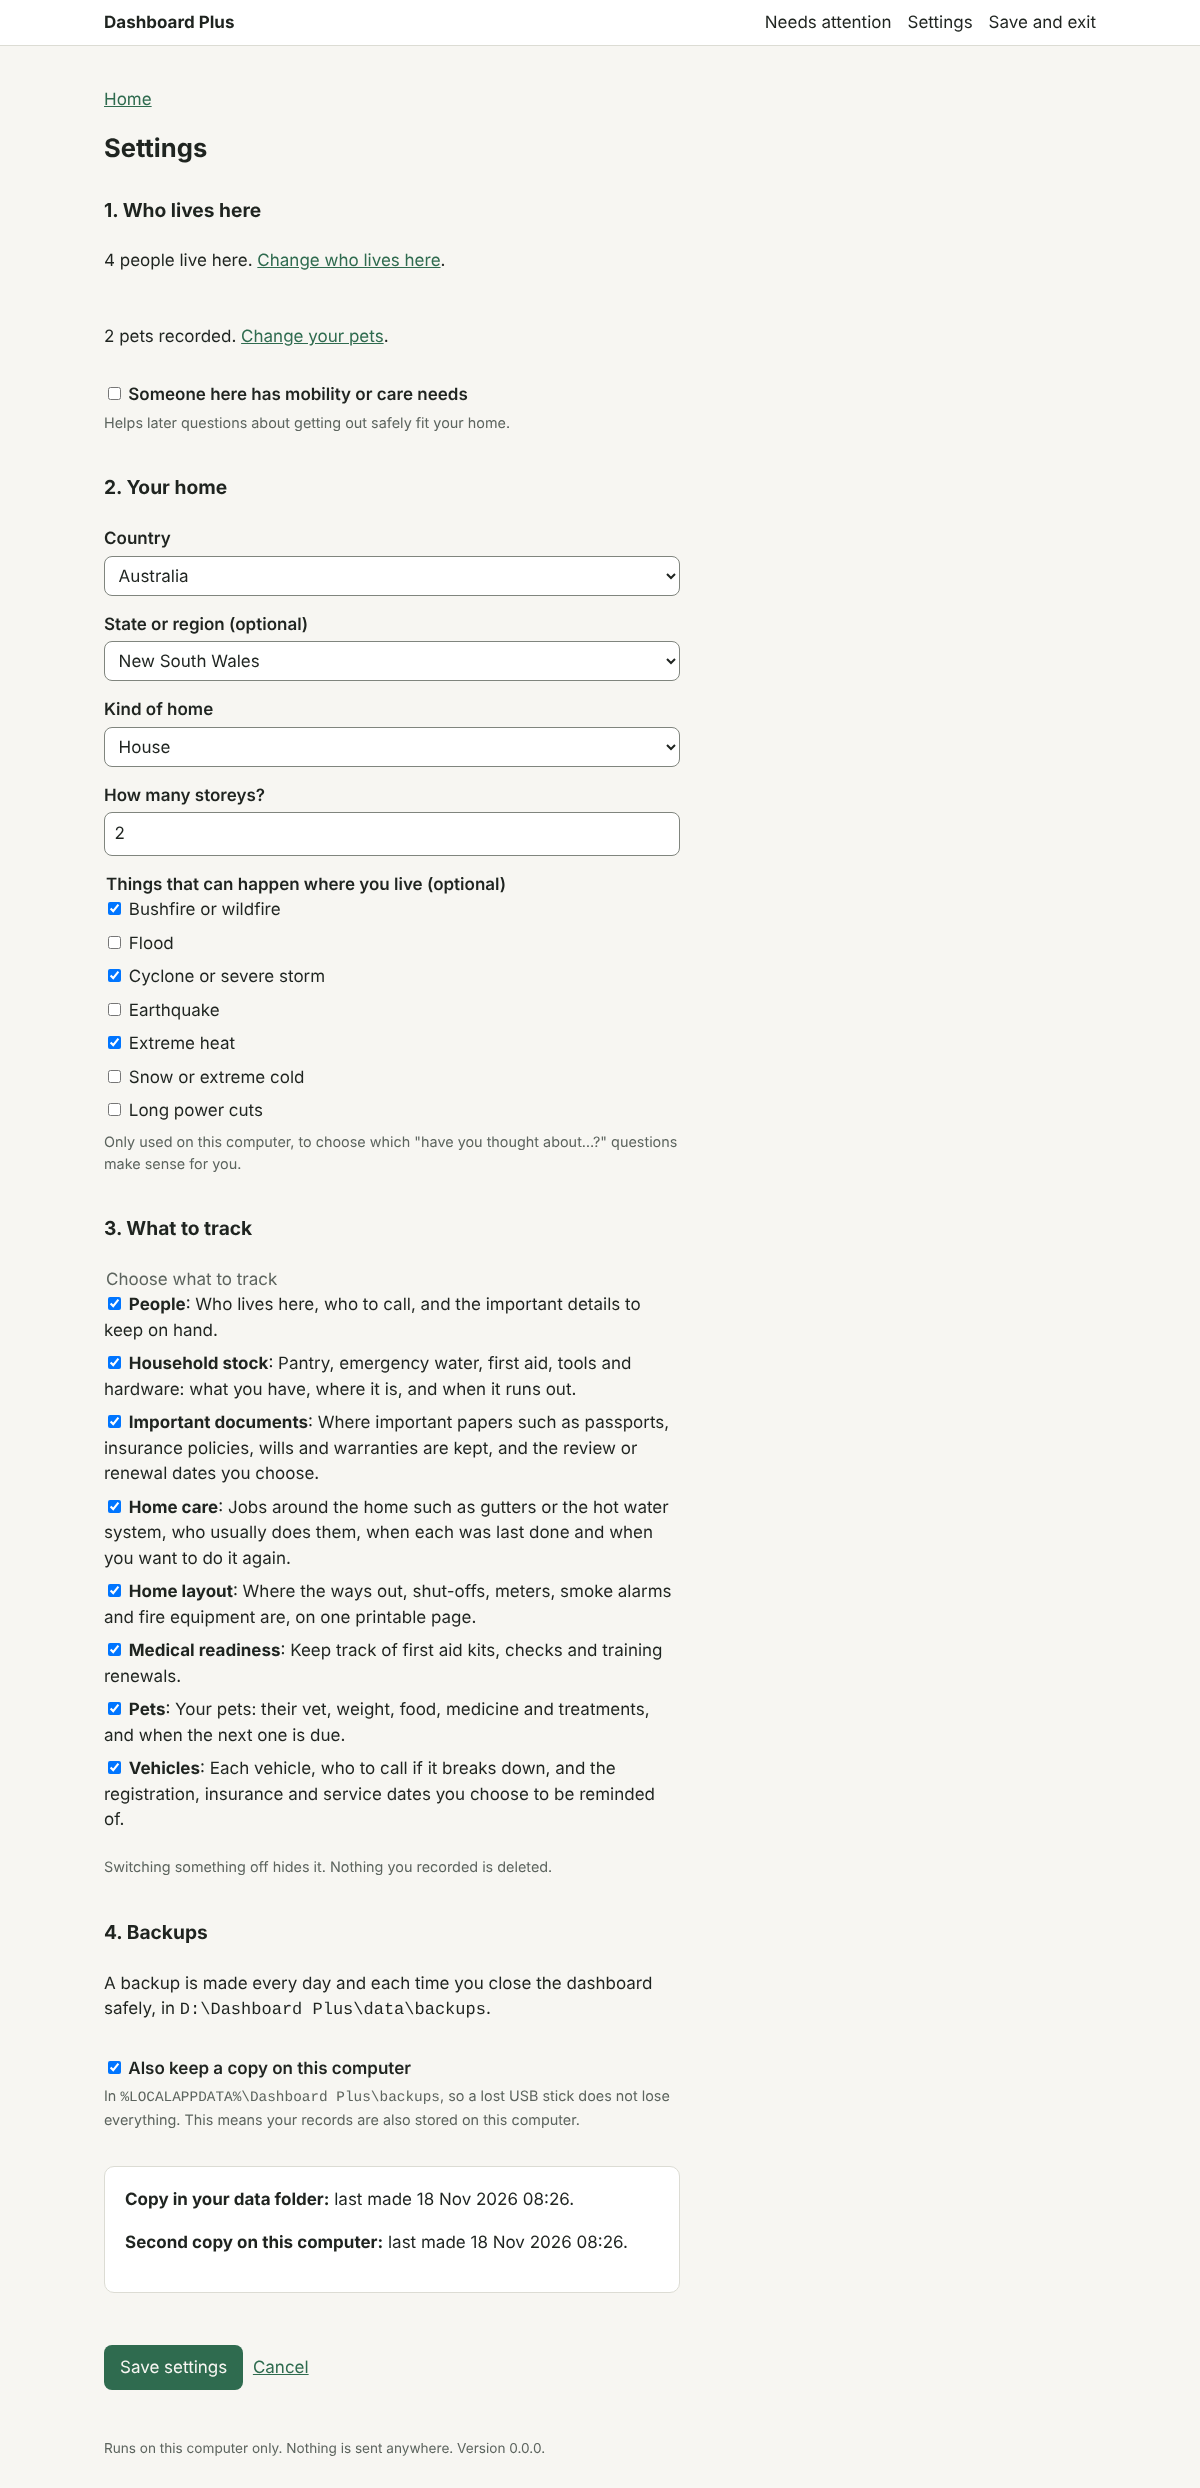 Dashboard Plus
Needs attention Settings Save and exit
Home
Settings
1. Who lives here
4 people live here. Change who lives here.
2 pets recorded. Change your pets.
Someone here has mobility or care needs
Helps later questions about getting out safely fit your home.
2. Your home
Country
Australia
State or region (optional)
New South Wales
Kind of home
House
How many storeys?
2
Things that can happen where you live (optional)
Bushfire or wildfire
Flood
Cyclone or severe storm
Earthquake
Extreme heat
Snow or extreme cold
Long power cuts
Only used on this computer, to choose which "have you thought about...?" questions
make sense for you.
3. What to track
Choose what to track
People: Who lives here, who to call, and the important details to
keep on hand.
Household stock: Pantry, emergency water, first aid, tools and
hardware: what you have, where it is, and when it runs out.
Important documents: Where important papers such as passports,
insurance policies, wills and warranties are kept, and the review or
renewal dates you choose.
Home care: Jobs around the home such as gutters or the hot water
system, who usually does them, when each was last done and when
you want to do it again.
Home layout: Where the ways out, shut-offs, meters, smoke alarms
and fire equipment are, on one printable page.
Medical readiness: Keep track of first aid kits, checks and training
renewals.
Pets: Your pets: their vet, weight, food, medicine and treatments,
and when the next one is due.
Vehicles: Each vehicle, who to call if it breaks down, and the
registration, insurance and service dates you choose to be reminded
of.
Switching something off hides it. Nothing you recorded is deleted.
4. Backups
A backup is made every day and each time you close the dashboard
safely, in D:\Dashboard Plus\data\backups.
Also keep a copy on this computer
In %LOCALAPPDATA%\Dashboard Plus\backups, so a lost USB stick does not lose
everything. This means your records are also stored on this computer.
Copy in your data folder: last made 18 Nov 2026 08:26.
Second copy on this computer: last made 18 Nov 2026 08:26.
Save settings Cancel
Runs on this computer only. Nothing is sent anywhere. Version 0.0.0.